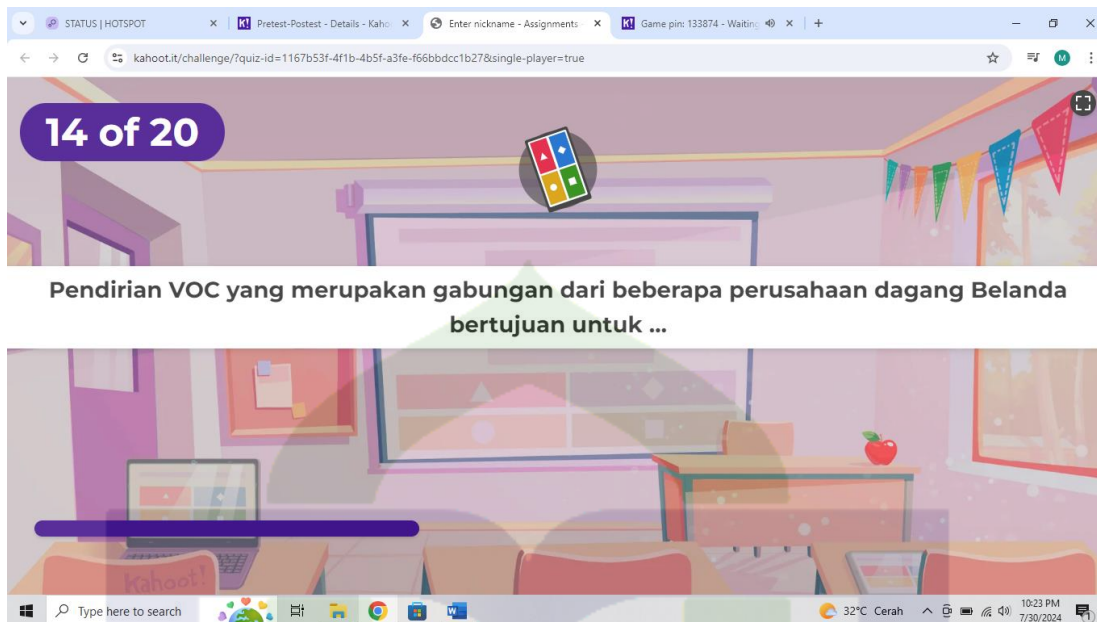 STATUS | HOTSPOT
Pretest-Postest - Details - Kaho
Enter nickname - Assignments
Game pin: 133874 - Waiting
kahoot.it/challenge/?quiz-id=1167b53f-4f1b-4b5f-a3fe-f66bbdcc1b27&single-player=true
M
14 of 20
Pendirian VOC yang merupakan gabungan dari beberapa perusahaan dagang Belanda
bertujuan untuk ...
Kahoot!
Type here to search
32°C Cerah
10:23 PM
7/30/2024